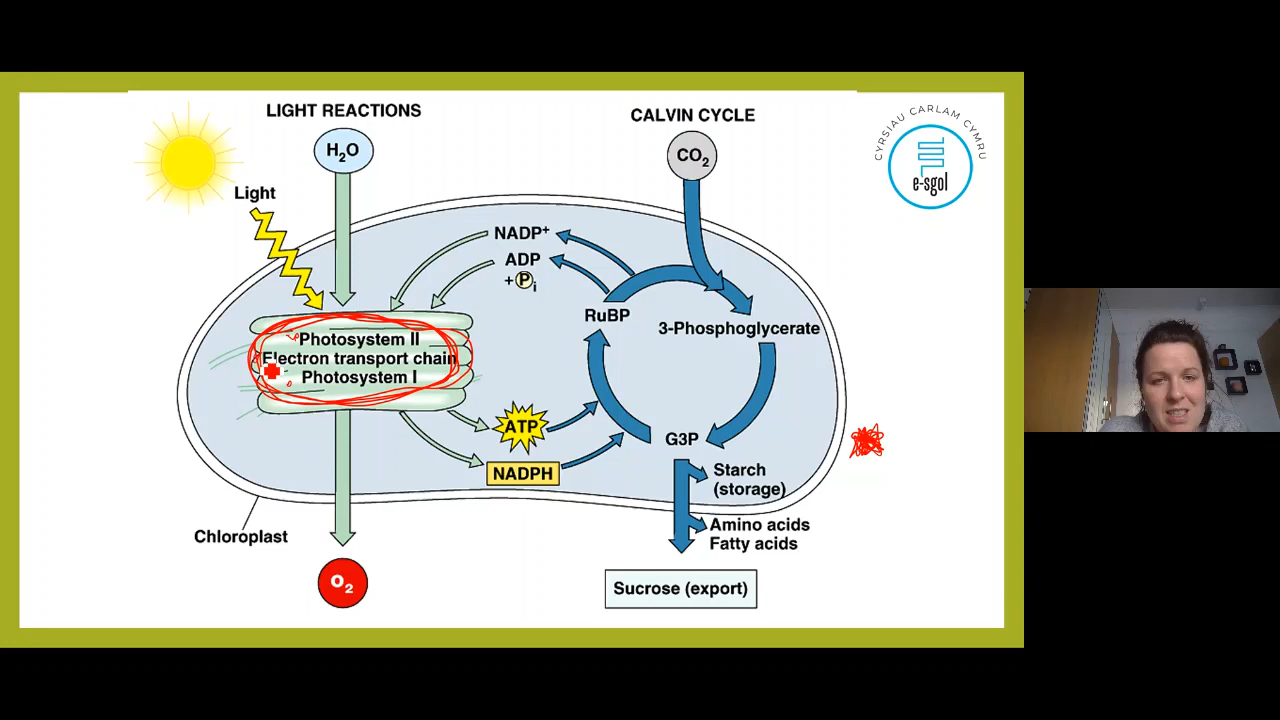 LIGHT REACTIONS
CALVIN CYCLE
H₂O
CO₂
CYRSIAU CARLAM CYMRU
e-sgol
Light
NADP⁺
ADP
+ Pi
RuBP
3-Phosphoglycerate
Photosystem II
Electron transport chain
Photosystem I
ATP
NADPH
G3P
Starch
(storage)
Amino acids
Fatty acids
Chloroplast
O₂
Sucrose (export)